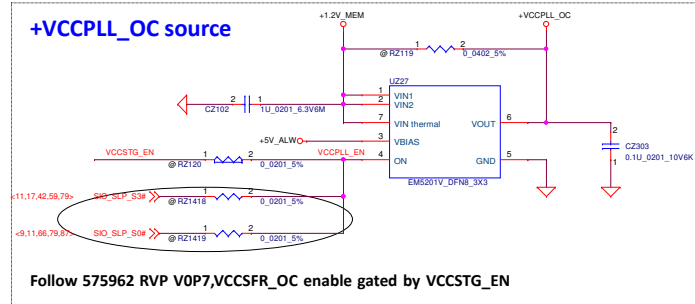 +VCCPLL_OC source
+1.2V_MEM
+VCCPLL_OC
@ RZ119 1 2 0_0402_5%
UZ27
CZ102 2 1 1U_0201_6.3V6M
1 VIN1
2 VIN2
7 VIN thermal VOUT 6
+5V_ALW 3 VBIAS
VCCSTG_EN @ RZ120 1 2 0_0201_5% VCCPLL_EN 4 ON GND 5
EM5201V_DFN8_3X3
2 CZ303
0.1U_0201_10V6K
1
<11,17,42,59,79> SIO_SLP_S3# @ RZ1418 1 2 0_0201_5%
<9,11,66,79,87> SIO_SLP_S0# @ RZ1419 1 2 0_0201_5%
Follow 575962 RVP V0P7,VCCSFR_OC enable gated by VCCSTG_EN